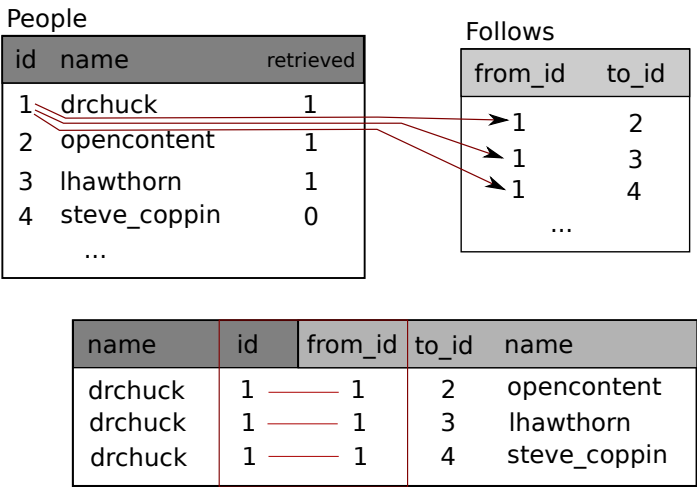 People
id name retrieved
1 drchuck 1
2 opencontent 1
3 lhawthorn 1
4 steve_coppin 0
...
Follows
from_id to_id
1 2
1 3
1 4
...
name id from_id to_id name
drchuck 1 1 2 opencontent
drchuck 1 1 3 lhawthorn
drchuck 1 1 4 steve_coppin